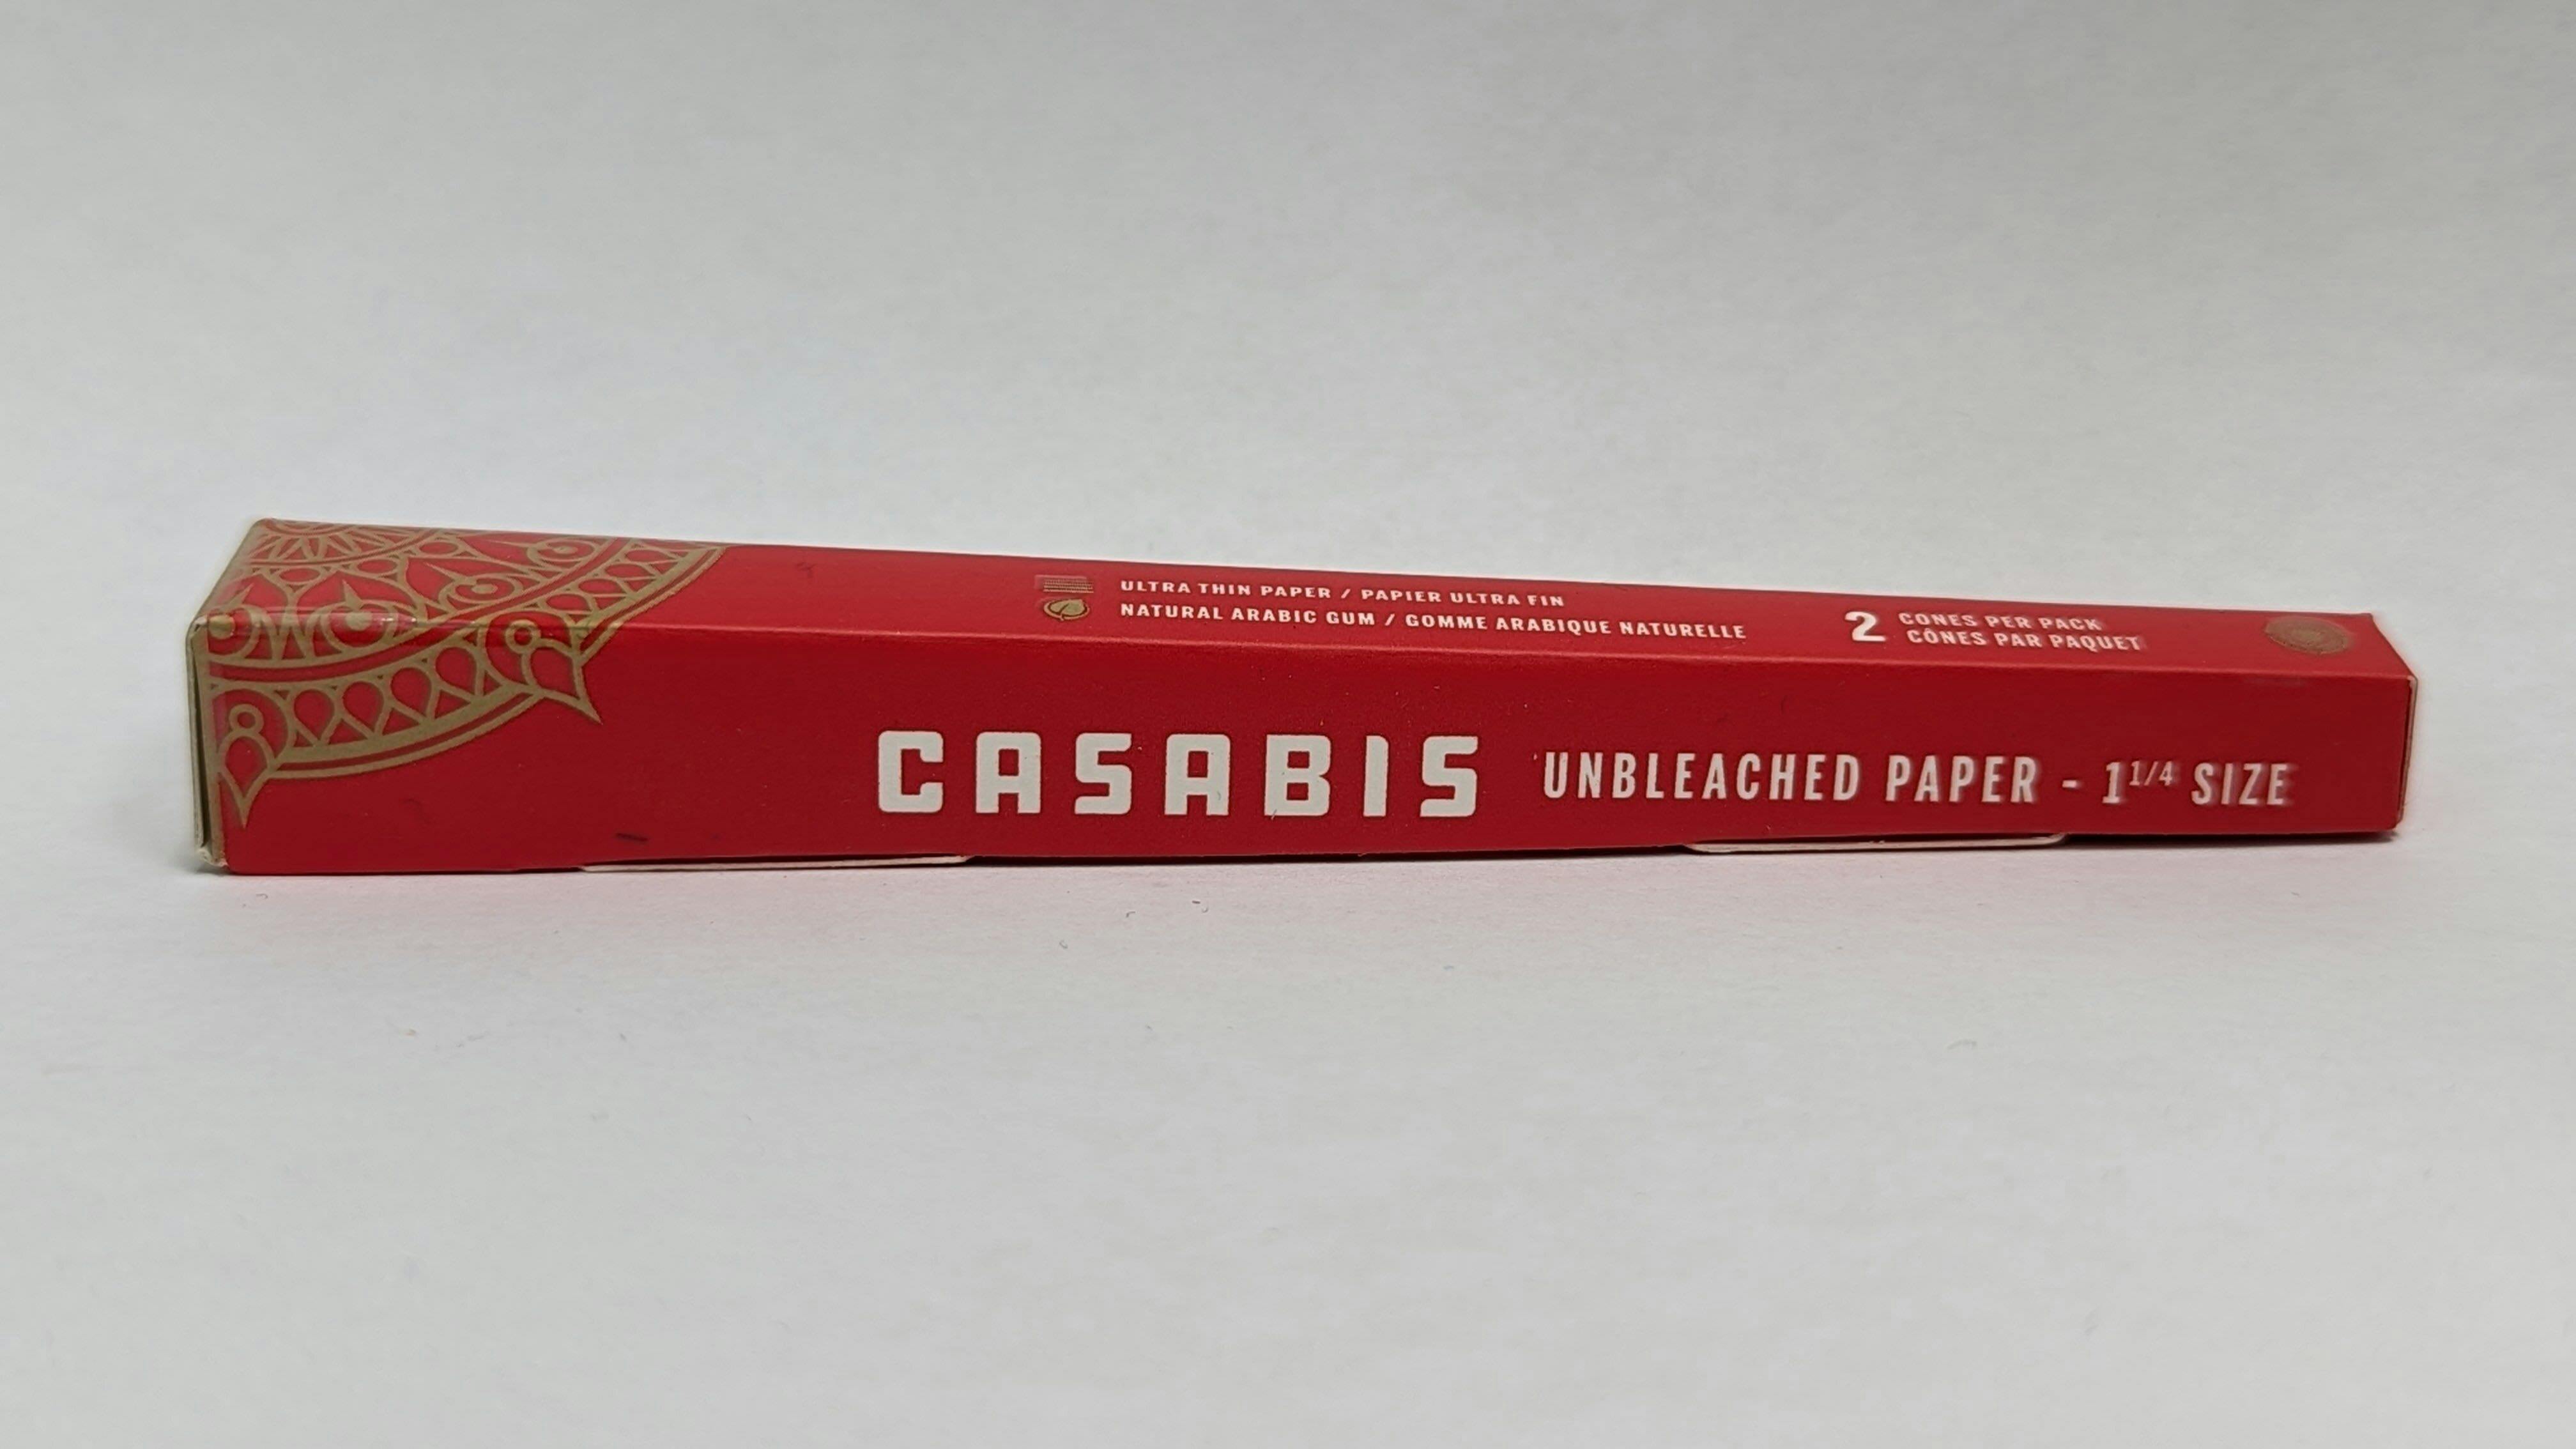 ULTRA THIN PAPER / PAPIER ULTRA FIN
NATURAL ARABIC GUM / GOMME ARABIQUE NATURELLE
2 CONES PER PACK
CÔNES PAR PAQUET
CASABIS UNBLEACHED PAPER - 1 1/4 SIZE